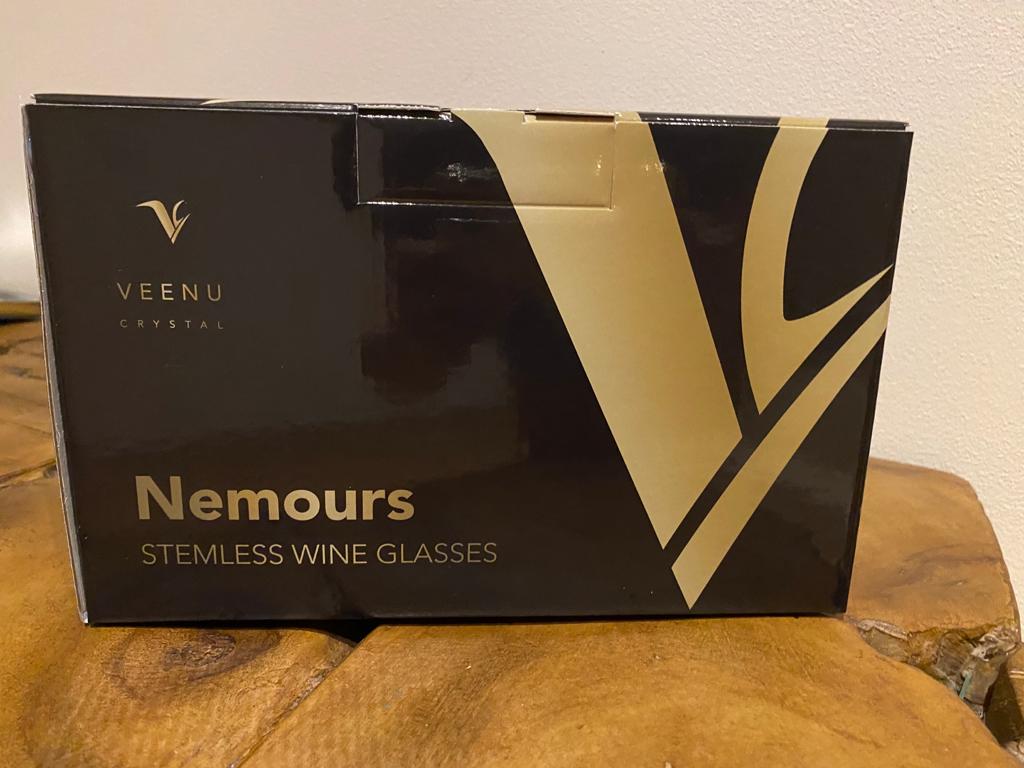 VEENU
CRYSTAL
Nemours
STEMLESS WINE GLASSES